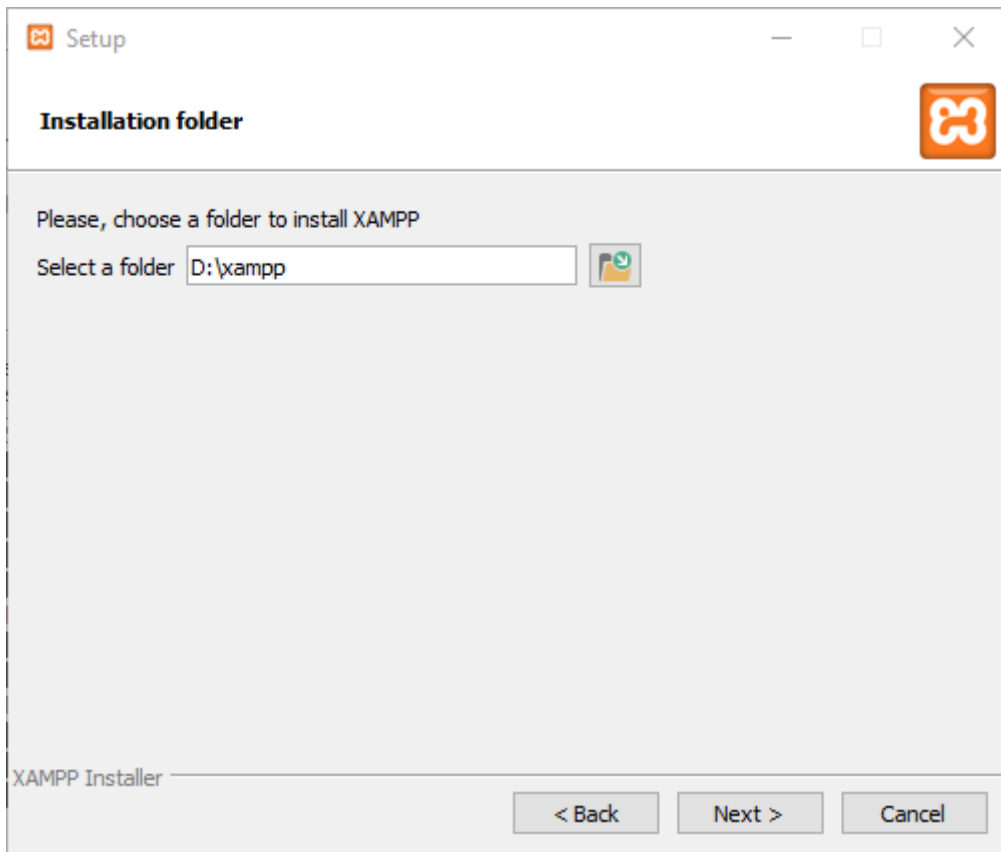 Setup
Installation folder
Please, choose a folder to install XAMPP
Select a folder D:\xampp
XAMPP Installer
< Back Next > Cancel